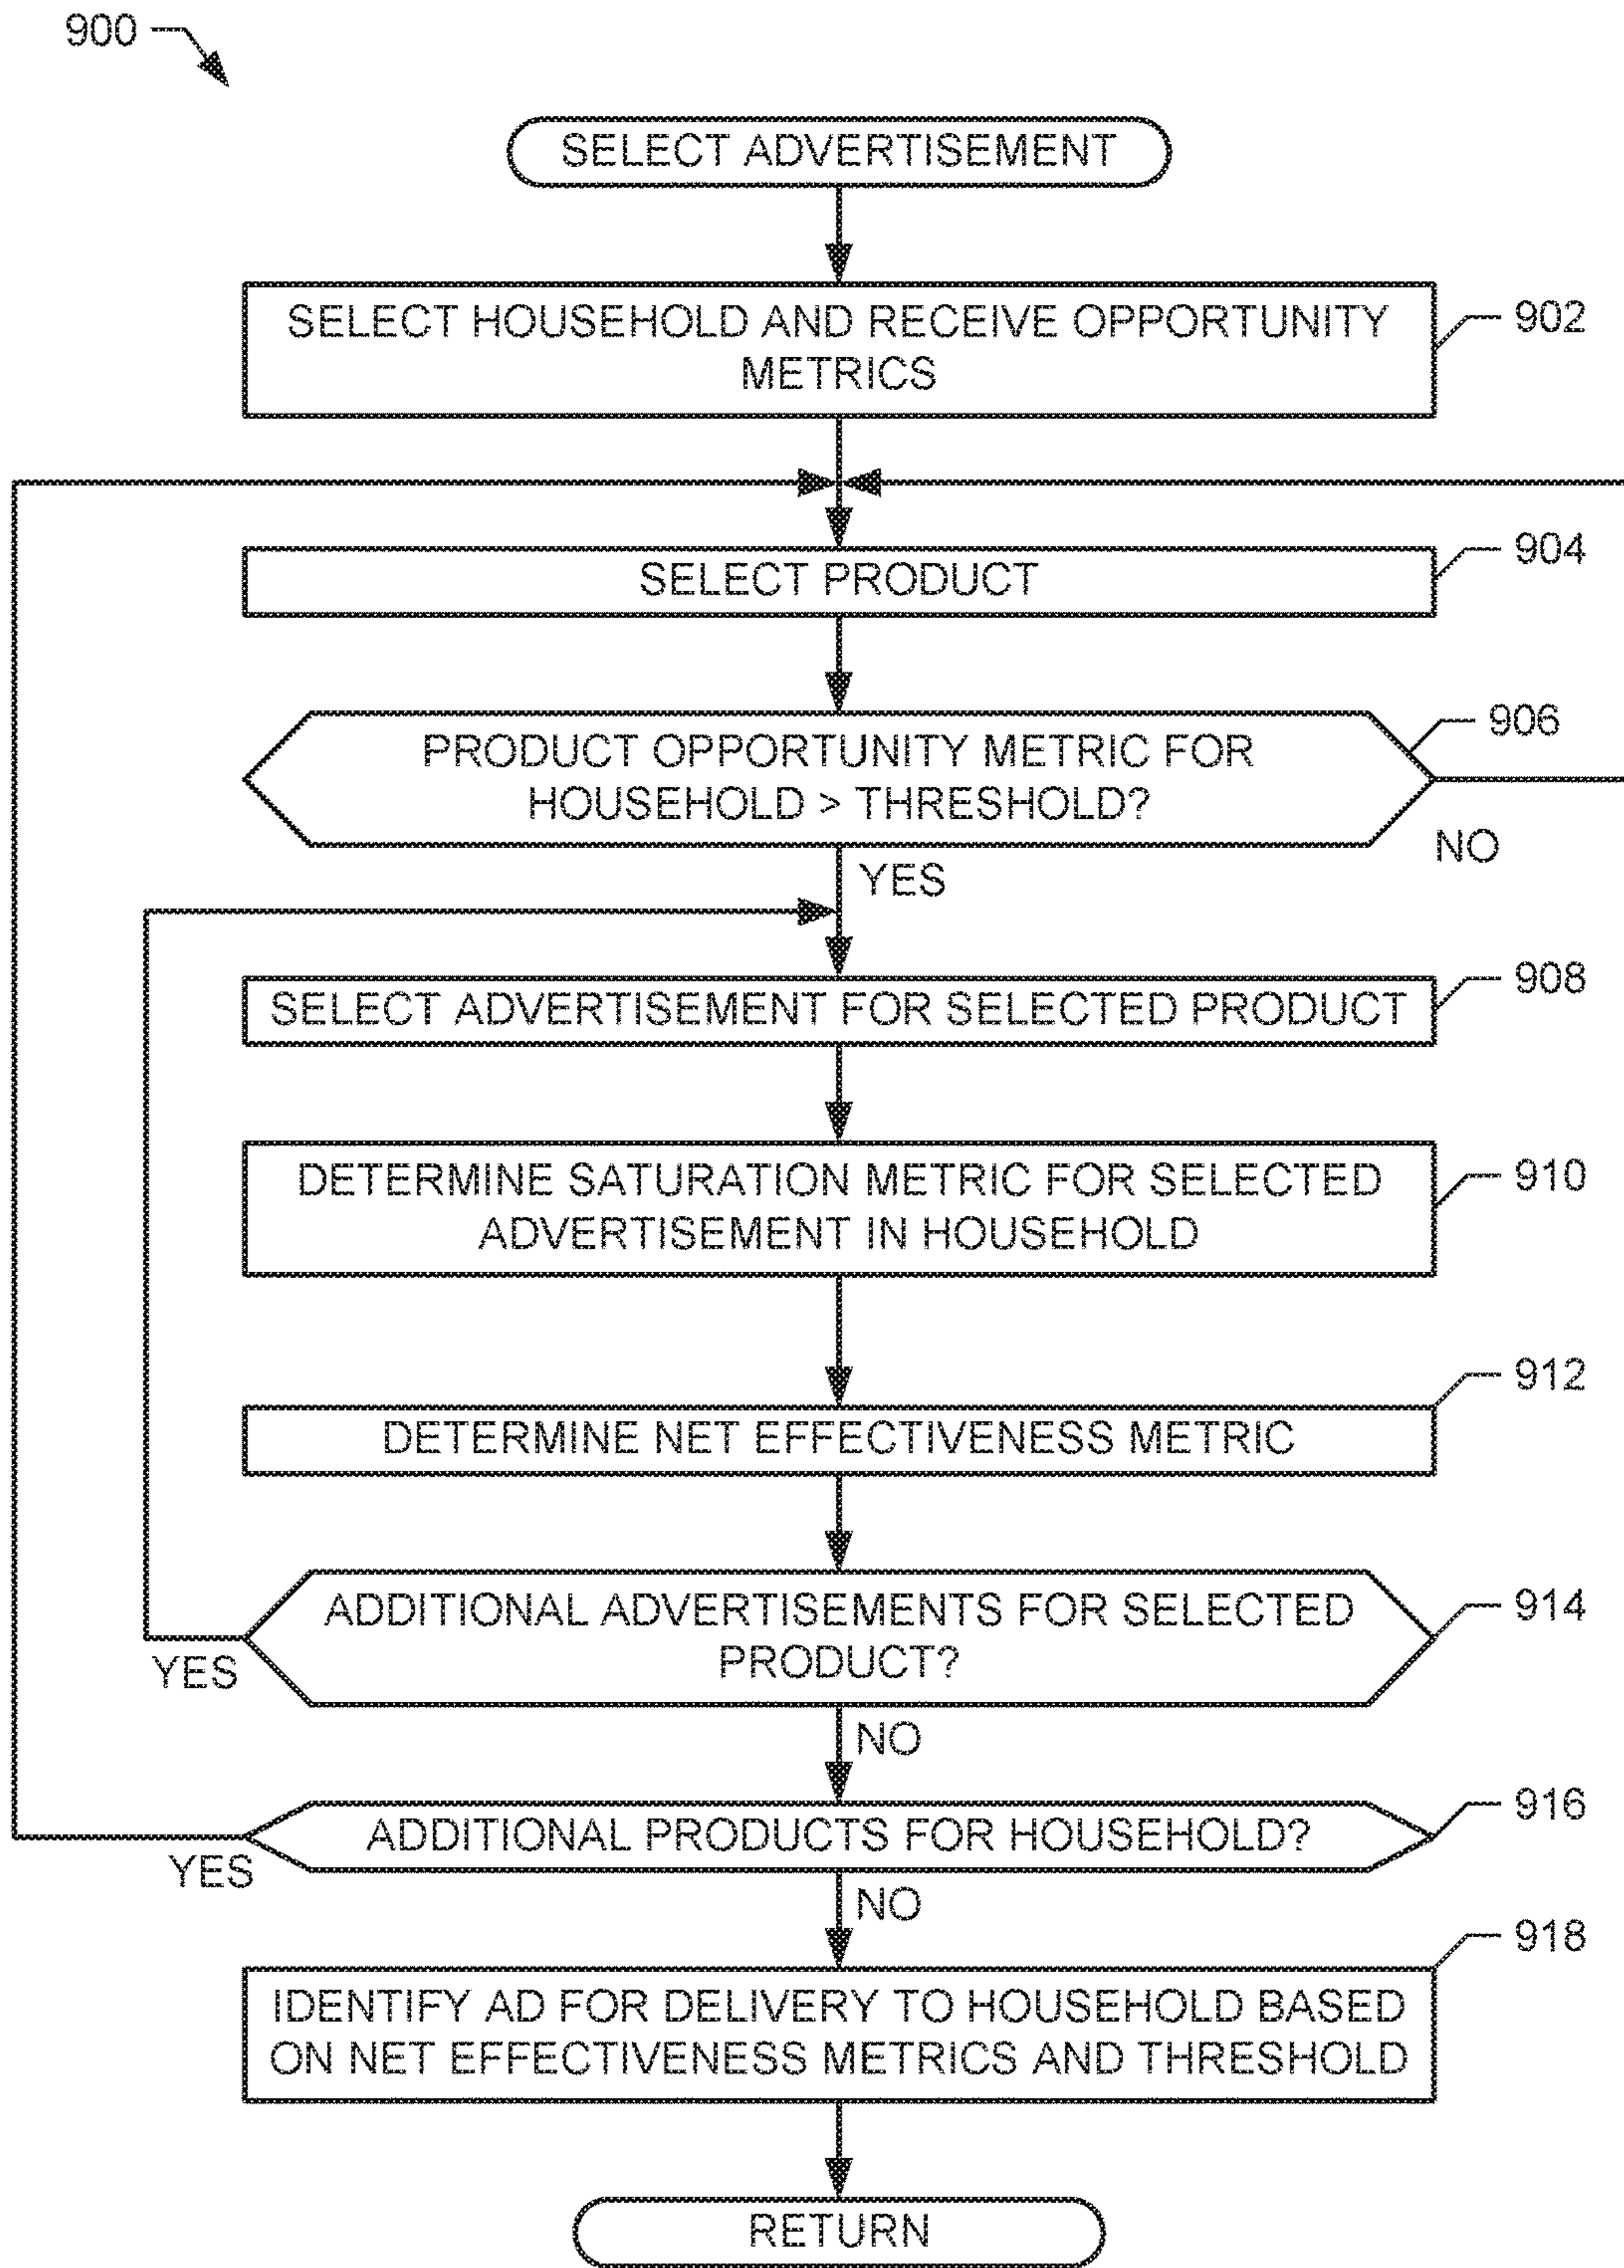 900
SELECT ADVERTISEMENT
SELECT HOUSEHOLD AND RECEIVE OPPORTUNITY
METRICS
902
SELECT PRODUCT
904
PRODUCT OPPORTUNITY METRIC FOR
HOUSEHOLD > THRESHOLD?
906
NO
YES
SELECT ADVERTISEMENT FOR SELECTED PRODUCT
908
DETERMINE SATURATION METRIC FOR SELECTED
ADVERTISEMENT IN HOUSEHOLD
910
DETERMINE NET EFFECTIVENESS METRIC
912
ADDITIONAL ADVERTISEMENTS FOR SELECTED
PRODUCT?
914
YES
NO
ADDITIONAL PRODUCTS FOR HOUSEHOLD?
916
YES
NO
IDENTIFY AD FOR DELIVERY TO HOUSEHOLD BASED
ON NET EFFECTIVENESS METRICS AND THRESHOLD
918
RETURN